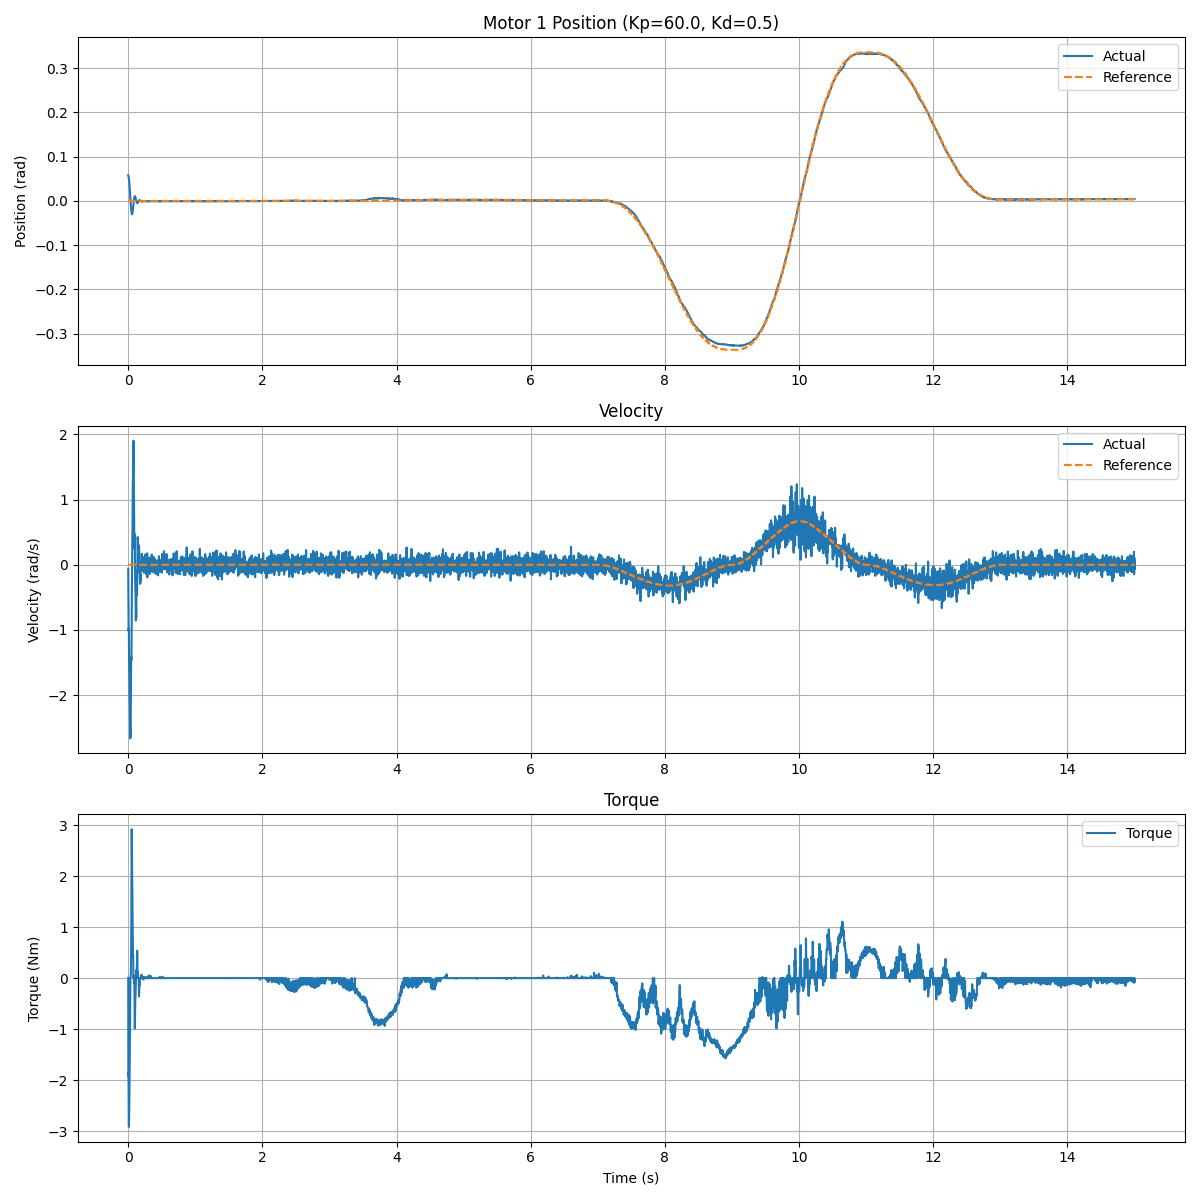 Motor 1 Position (Kp=60.0, Kd=0.5)
Position (rad)
0.3
0.2
0.1
0.0
−0.1
−0.2
−0.3
Actual
Reference
0 2 4 6 8 10 12 14
Velocity
Velocity (rad/s)
2
1
0
−1
−2
Actual
Reference
0 2 4 6 8 10 12 14
Torque
Torque (Nm)
3
2
1
0
−1
−2
−3
Torque
0 2 4 6 8 10 12 14
Time (s)